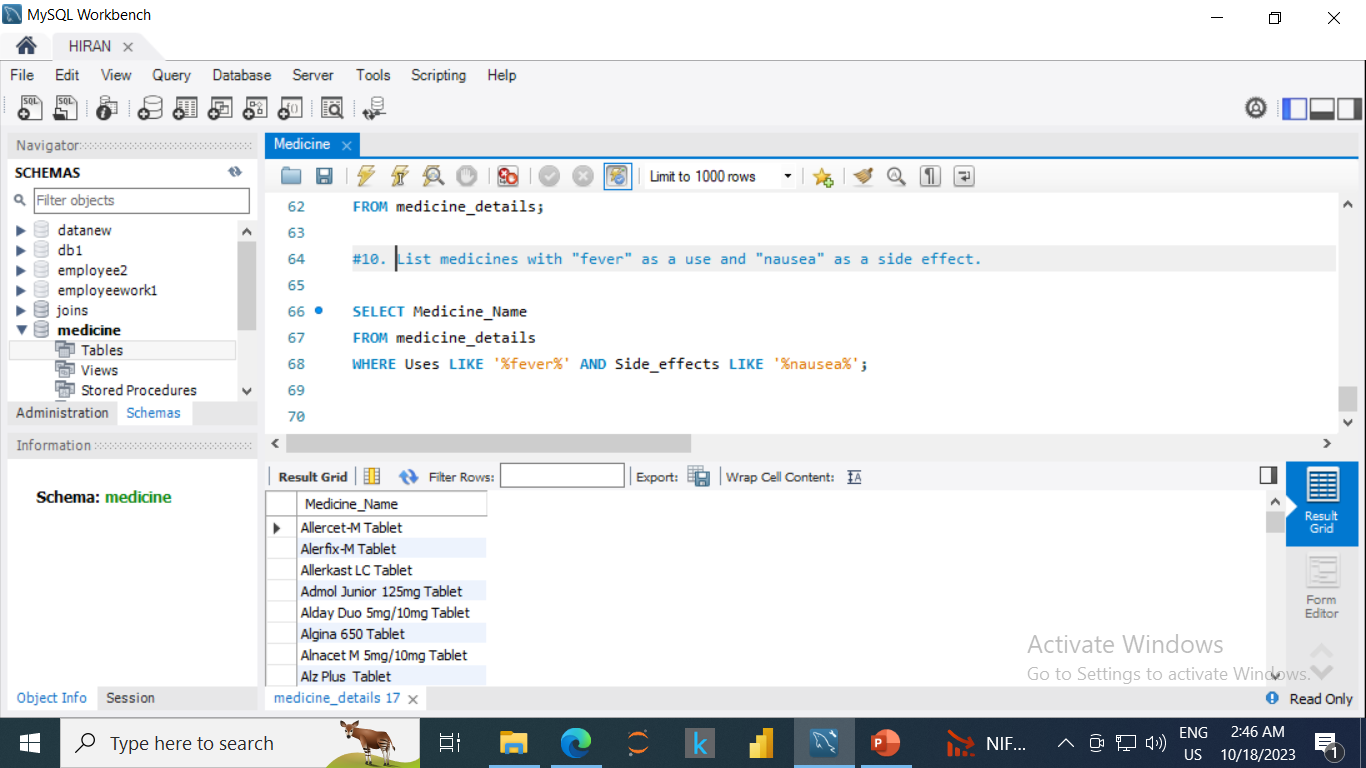 MySQL Workbench
HIRAN
File Edit View Query Database Server Tools Scripting Help
Navigator
SCHEMAS
Filter objects
datanew
db1
employee2
employeework1
joins
medicine
Tables
Views
Stored Procedures
Administration Schemas
Information
Schema: medicine
Object Info Session
Medicine
Limit to 1000 rows
62 FROM medicine_details;
63
64 #10. List medicines with "fever" as a use and "nausea" as a side effect.
65
66 SELECT Medicine_Name
67 FROM medicine_details
68 WHERE Uses LIKE '%fever%' AND Side_effects LIKE '%nausea%';
69
70
Result Grid Filter Rows: Export: Wrap Cell Content:
Medicine_Name
Allercet-M Tablet
Alerfix-M Tablet
Allerkast LC Tablet
Admol Junior 125mg Tablet
Alday Duo 5mg/10mg Tablet
Algina 650 Tablet
Alnacet M 5mg/10mg Tablet
Alz Plus Tablet
Result
Grid
Form
Editor
Activate Windows
Go to Settings to activate Windows.
medicine_details 17
Read Only
Type here to search
NIF...
ENG
US
2:46 AM
10/18/2023
1